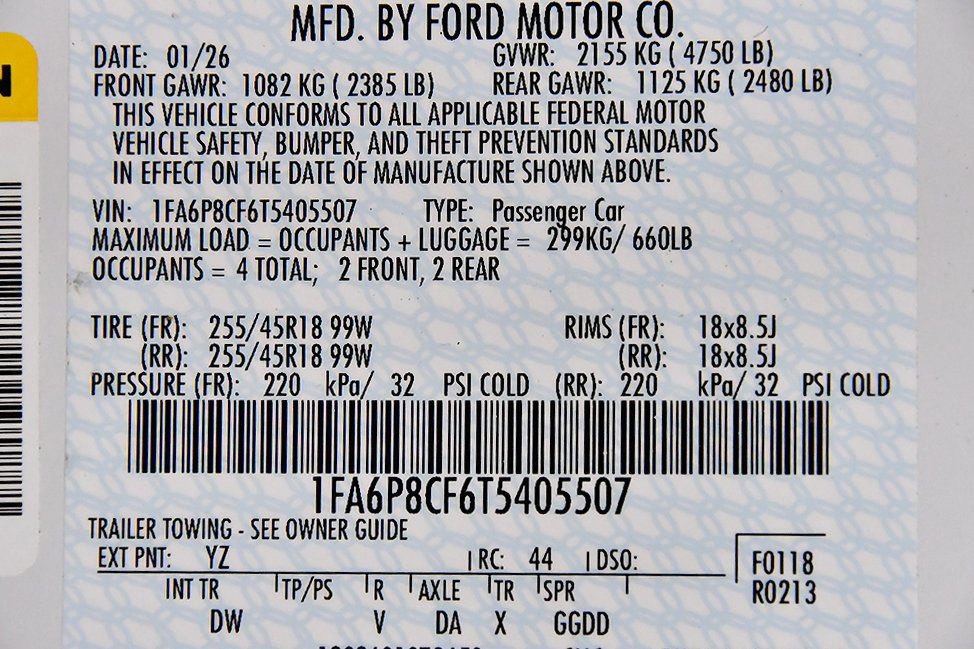 MFD. BY FORD MOTOR CO.
DATE: 01/26 GVWR: 2155 KG ( 4750 LB)
FRONT GAWR: 1082 KG ( 2385 LB) REAR GAWR: 1125 KG ( 2480 LB)
THIS VEHICLE CONFORMS TO ALL APPLICABLE FEDERAL MOTOR
VEHICLE SAFETY, BUMPER, AND THEFT PREVENTION STANDARDS
IN EFFECT ON THE DATE OF MANUFACTURE SHOWN ABOVE.
VIN: 1FA6P8CF6T5405507 TYPE: Passenger Car
MAXIMUM LOAD = OCCUPANTS + LUGGAGE = 299KG/ 660LB
OCCUPANTS = 4 TOTAL; 2 FRONT, 2 REAR
TIRE (FR): 255/45R18 99W RIMS (FR): 18x8.5J
(RR): 255/45R18 99W (RR): 18x8.5J
PRESSURE (FR): 220 kPa/ 32 PSI COLD (RR): 220 kPa/ 32 PSI COLD
1FA6P8CF6T5405507
TRAILER TOWING - SEE OWNER GUIDE
EXT PNT: YZ RC: 44 DSO: F0118
INT TR TP/PS R AXLE TR SPR R0213
DW V DA X GGDD